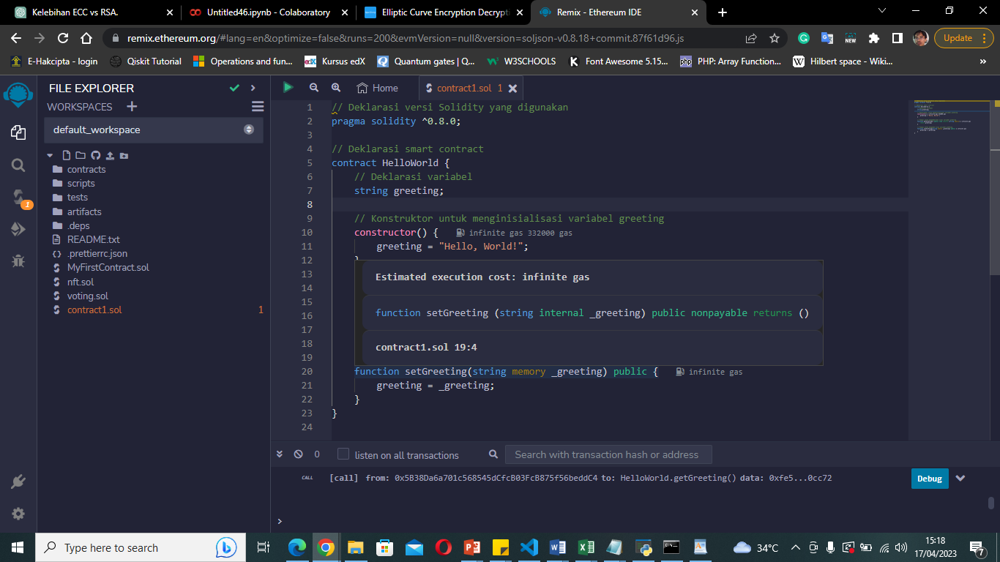 Kelebihan ECC vs RSA.
Untitled46.ipynb - Colaboratory
Elliptic Curve Encryption Decrypti
Remix - Ethereum IDE
remix.ethereum.org/#lang=en&optimize=false&runs=200&evmVersion=null&version=soljson-v0.8.18+commit.87f61d96.js
NEW
Update
E-Hakcipta - login
Qiskit Tutorial
Operations and fun...
edX Kursus edX
Quantum gates | Q...
W3SCHOOLS
Font Awesome 5.15...
php PHP: Array Function...
W Hilbert space - Wiki...
»
FILE EXPLORER
WORKSPACES
default_workspace
contracts
scripts
tests
artifacts
.deps
README.txt
.prettierrc.json
MyFirstContract.sol
nft.sol
voting.sol
contract1.sol 1
1
Home
contract1.sol 1
1 // Deklarasi versi Solidity yang digunakan
2 pragma solidity ^0.8.0;
3
4 // Deklarasi smart contract
5 contract HelloWorld {
6 // Deklarasi variabel
7 string greeting;
8
9 // Konstruktor untuk menginisialisasi variabel greeting
10 constructor() { infinite gas 332000 gas
11 greeting = "Hello, World!";
12 }
13
14
15
16
17
18
19
Estimated execution cost: infinite gas
function setGreeting (string internal _greeting) public nonpayable returns ()
contract1.sol 19:4
20 function setGreeting(string memory _greeting) public { infinite gas
21 greeting = _greeting;
22 }
23 }
24
0
listen on all transactions
Search with transaction hash or address
CALL
[call] from: 0x5B38Da6a701c568545dCfcB03FcB875f56beddC4 to: HelloWorld.getGreeting() data: 0xfe5...0cc72
Debug
>
Type here to search
34°C
15:18
17/04/2023
7